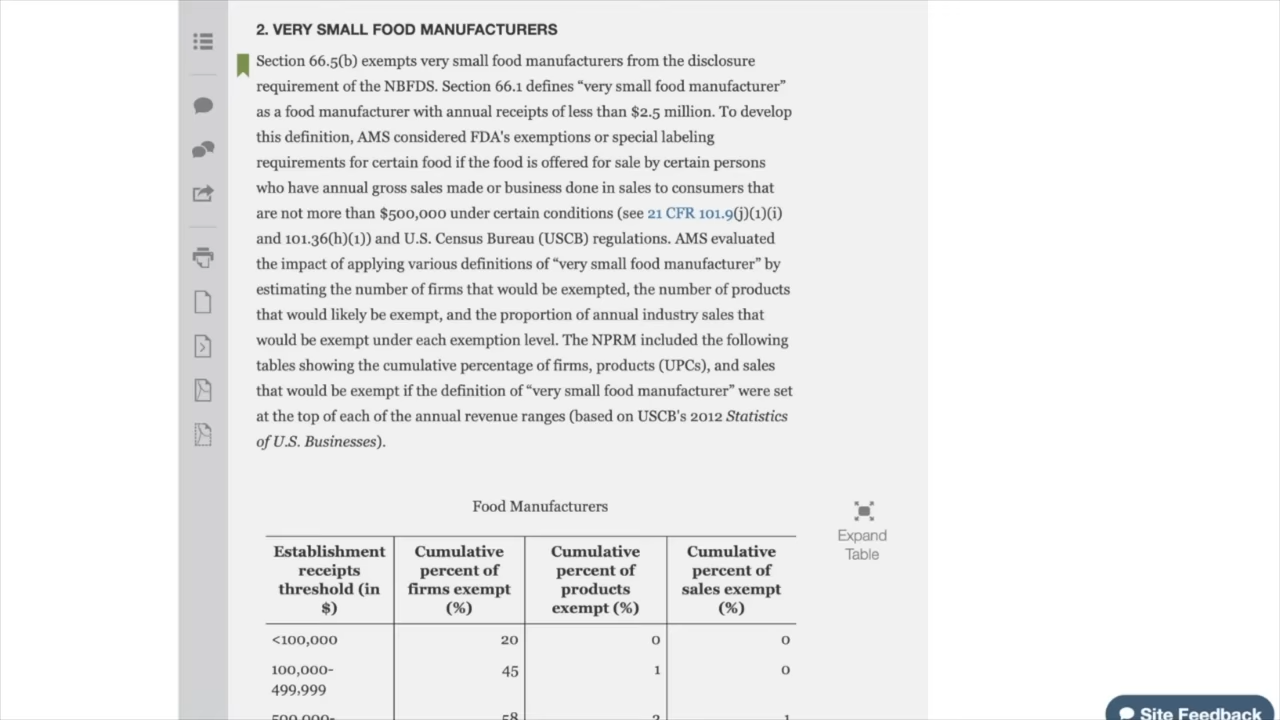 2. VERY SMALL FOOD MANUFACTURERS
Section 66.5(b) exempts very small food manufacturers from the disclosure
requirement of the NBFDS. Section 66.1 defines “very small food manufacturer”
as a food manufacturer with annual receipts of less than $2.5 million. To develop
this definition, AMS considered FDA's exemptions or special labeling
requirements for certain food if the food is offered for sale by certain persons
who have annual gross sales made or business done in sales to consumers that
are not more than $500,000 under certain conditions (see 21 CFR 101.9(j)(1)(i)
and 101.36(h)(1)) and U.S. Census Bureau (USCB) regulations. AMS evaluated
the impact of applying various definitions of “very small food manufacturer” by
estimating the number of firms that would be exempted, the number of products
that would likely be exempt, and the proportion of annual industry sales that
would be exempt under each exemption level. The NPRM included the following
tables showing the cumulative percentage of firms, products (UPCs), and sales
that would be exempt if the definition of “very small food manufacturer” were set
at the top of each of the annual revenue ranges (based on USCB's 2012 Statistics
of U.S. Businesses).
Food Manufacturers
Expand
Table
Establishment receipts threshold (in $)
Cumulative percent of firms exempt (%)
Cumulative percent of products exempt (%)
Cumulative percent of sales exempt (%)
<100,000 20 0 0
100,000- 45 1 0
499,999
500,000- 58
Site Feedback